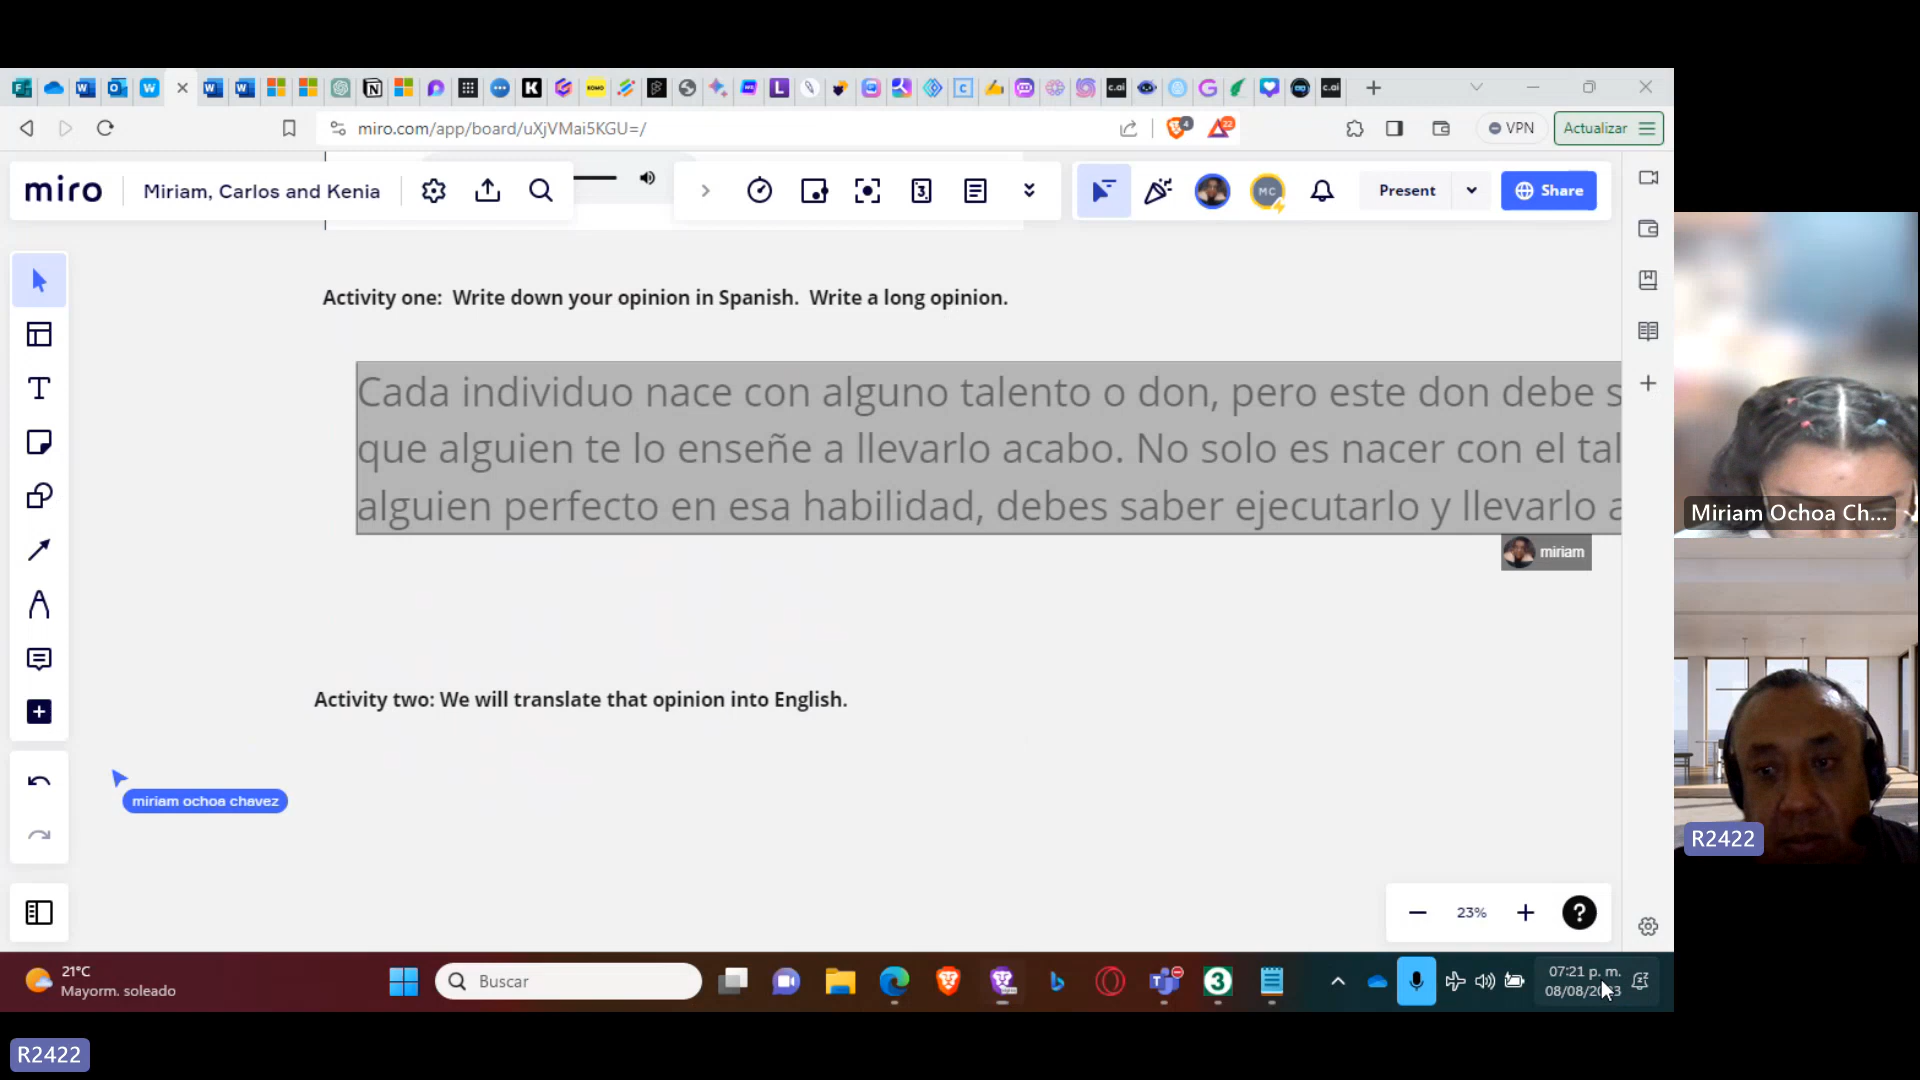 miro.com/app/board/uXjVMai5KGU=/
VPN
Actualizar
miro
Miriam, Carlos and Kenia
MC
Present
Share
Activity one:  Write down your opinion in Spanish.  Write a long opinion.
Cada individuo nace con alguno talento o don, pero este don debe s
que alguien te lo enseñe a llevarlo acabo. No solo es nacer con el tal
alguien perfecto en esa habilidad, debes saber ejecutarlo y llevarlo a
miriam
Activity two: We will translate that opinion into English.
miriam ochoa chavez
23%
Miriam Ochoa Ch...
R2422
21°C
Mayorm. soleado
Buscar
07:21 p. m.
08/08/2023
R2422